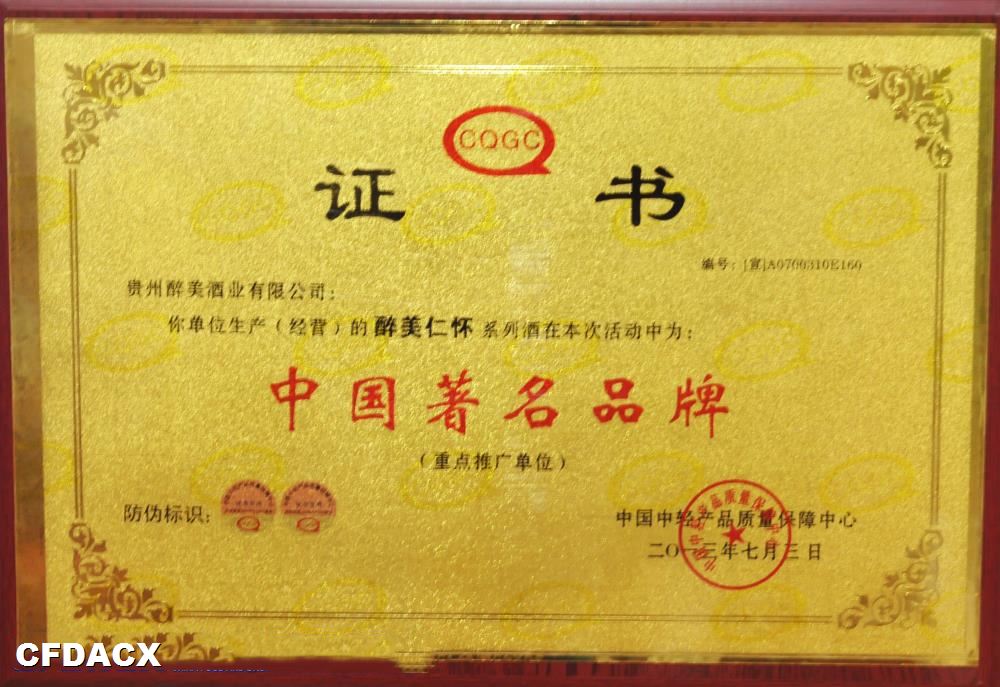 CQGC
证 书
编号：[宣]A0700310E160
贵州醉美酒业有限公司：
你单位生产（经营）的 醉美仁怀 系列酒在本次活动中为：
中国著名品牌
（重点推广单位）
防伪标识：
中国中轻产品质量保障中心
二〇一三年七月三日
CFDACX